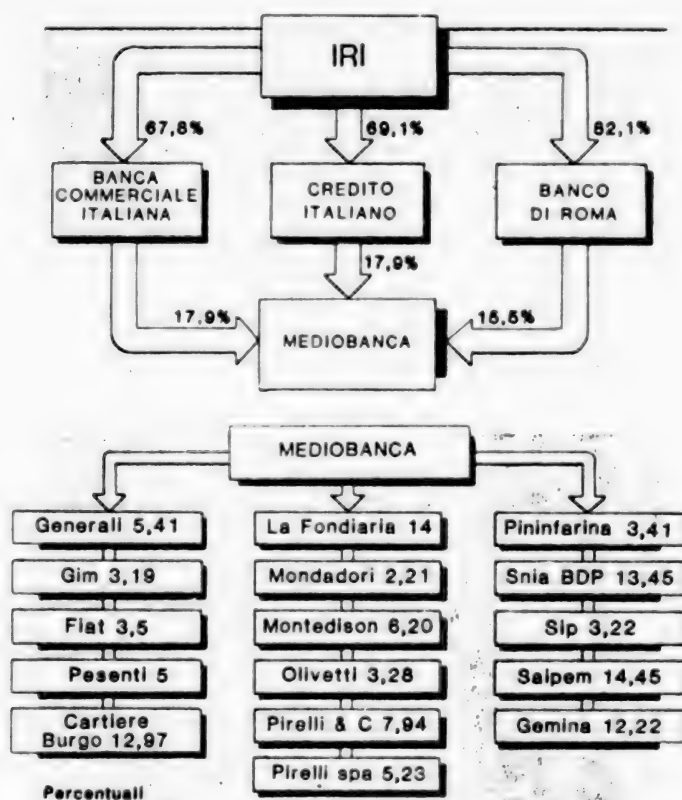 IRI
67,8%
69,1%
82,1%
BANCA
COMMERCIALE
ITALIANA
CREDITO
ITALIANO
BANCO
DI ROMA
17,9%
17,9%
15,5%
MEDIOBANCA
MEDIOBANCA
Generali 5,41
Gim 3,19
Fiat 3,5
Pesenti 5
Cartiere
Burgo 12,97
La Fondiaria 14
Mondadori 2,21
Montedison 6,20
Olivetti 3,28
Pirelli & C 7,94
Pirelli spa 5,23
Pininfarina 3,41
Snia BDP 13,45
Sip 3,22
Saipem 14,45
Gemina 12,22
Percentuali